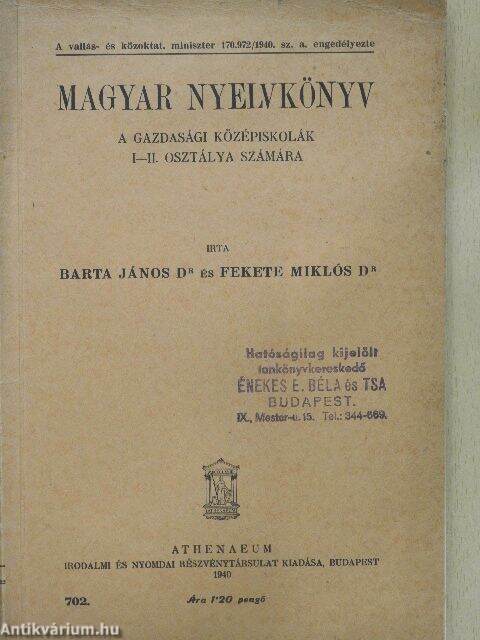 A vallás- és közoktat. miniszter 170.972/1940. sz. a. engedélyezte
MAGYAR NYELVKÖNYV
A GAZDASÁGI KÖZÉPISKOLÁK
I—II. OSZTÁLYA SZÁMÁRA
IRTA
BARTA JÁNOS DR ÉS FEKETE MIKLÓS DR
Hatóságilag kijelölt
tankönyvkereskedő
ÉNEKES E. BÉLA és TSA
BUDAPEST.
IX., Mester-u. 15. Tel.: 344-669.
ATHENAEUM
IRODALMI ÉS NYOMDAI RÉSZVÉNYTÁRSULAT KIADÁSA, BUDAPEST
1940
702.
Ára 1'20 pengő
Antikvárium.hu